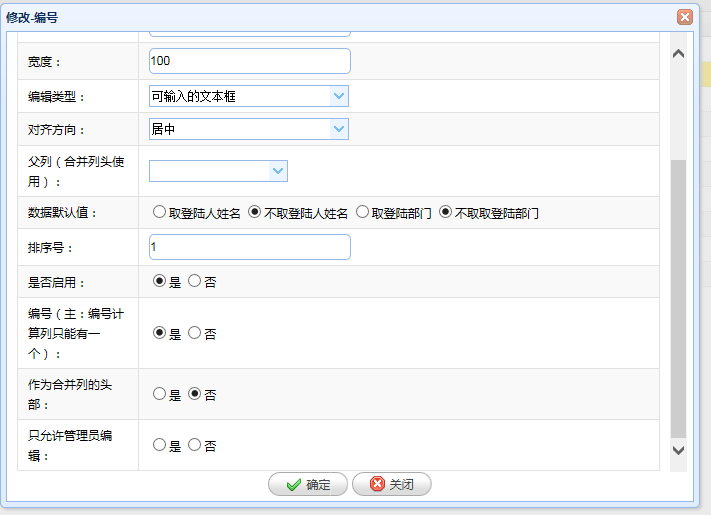 修改-编号
宽度：
100
编辑类型：
可输入的文本框
对齐方向：
居中
父列（合并列头使
用）：
数据默认值：
取登陆人姓名 不取登陆人姓名 取登陆部门 不取取登陆部门
排序号：
1
是否启用：
是 否
编号（主：编号计
算列只能有一
个）：
是 否
作为合并列的头
部：
是 否
只允许管理员编
辑：
是 否
确定 关闭